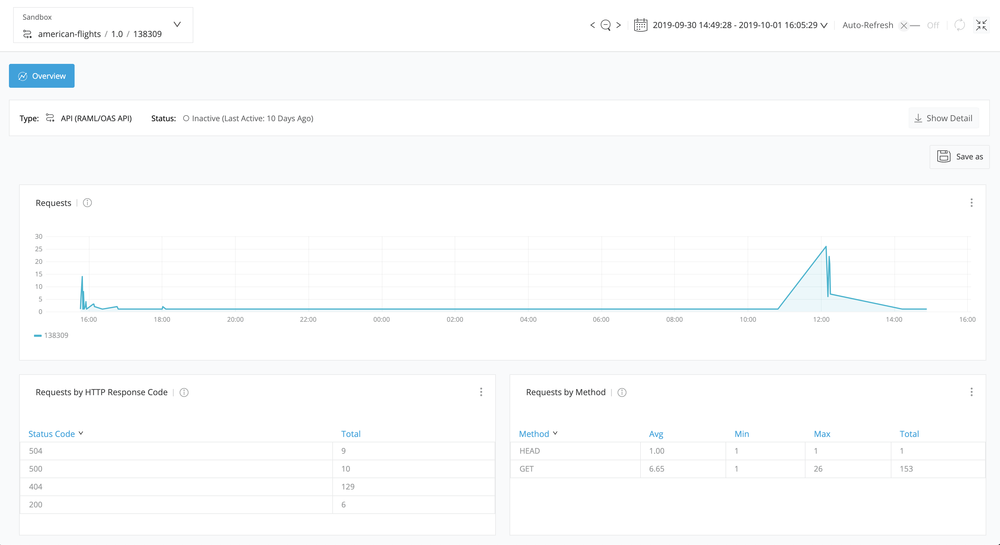 Sandbox
american-flights / 1.0 / 138309
2019-09-30 14:49:28 - 2019-10-01 16:05:29
Auto-Refresh
Off
Overview
Type: API (RAML/OAS API) Status: Inactive (Last Active: 10 Days Ago)
Show Detail
Save as
Requests
30
25
20
15
10
5
0
16:00 18:00 20:00 22:00 00:00 02:00 04:00 06:00 08:00 10:00 12:00 14:00 16:00
138309
Requests by HTTP Response Code
Status Code Total
504 9
500 10
404 129
200 6
Requests by Method
Method Avg Min Max Total
HEAD 1.00 1 1 1
GET 6.65 1 26 153